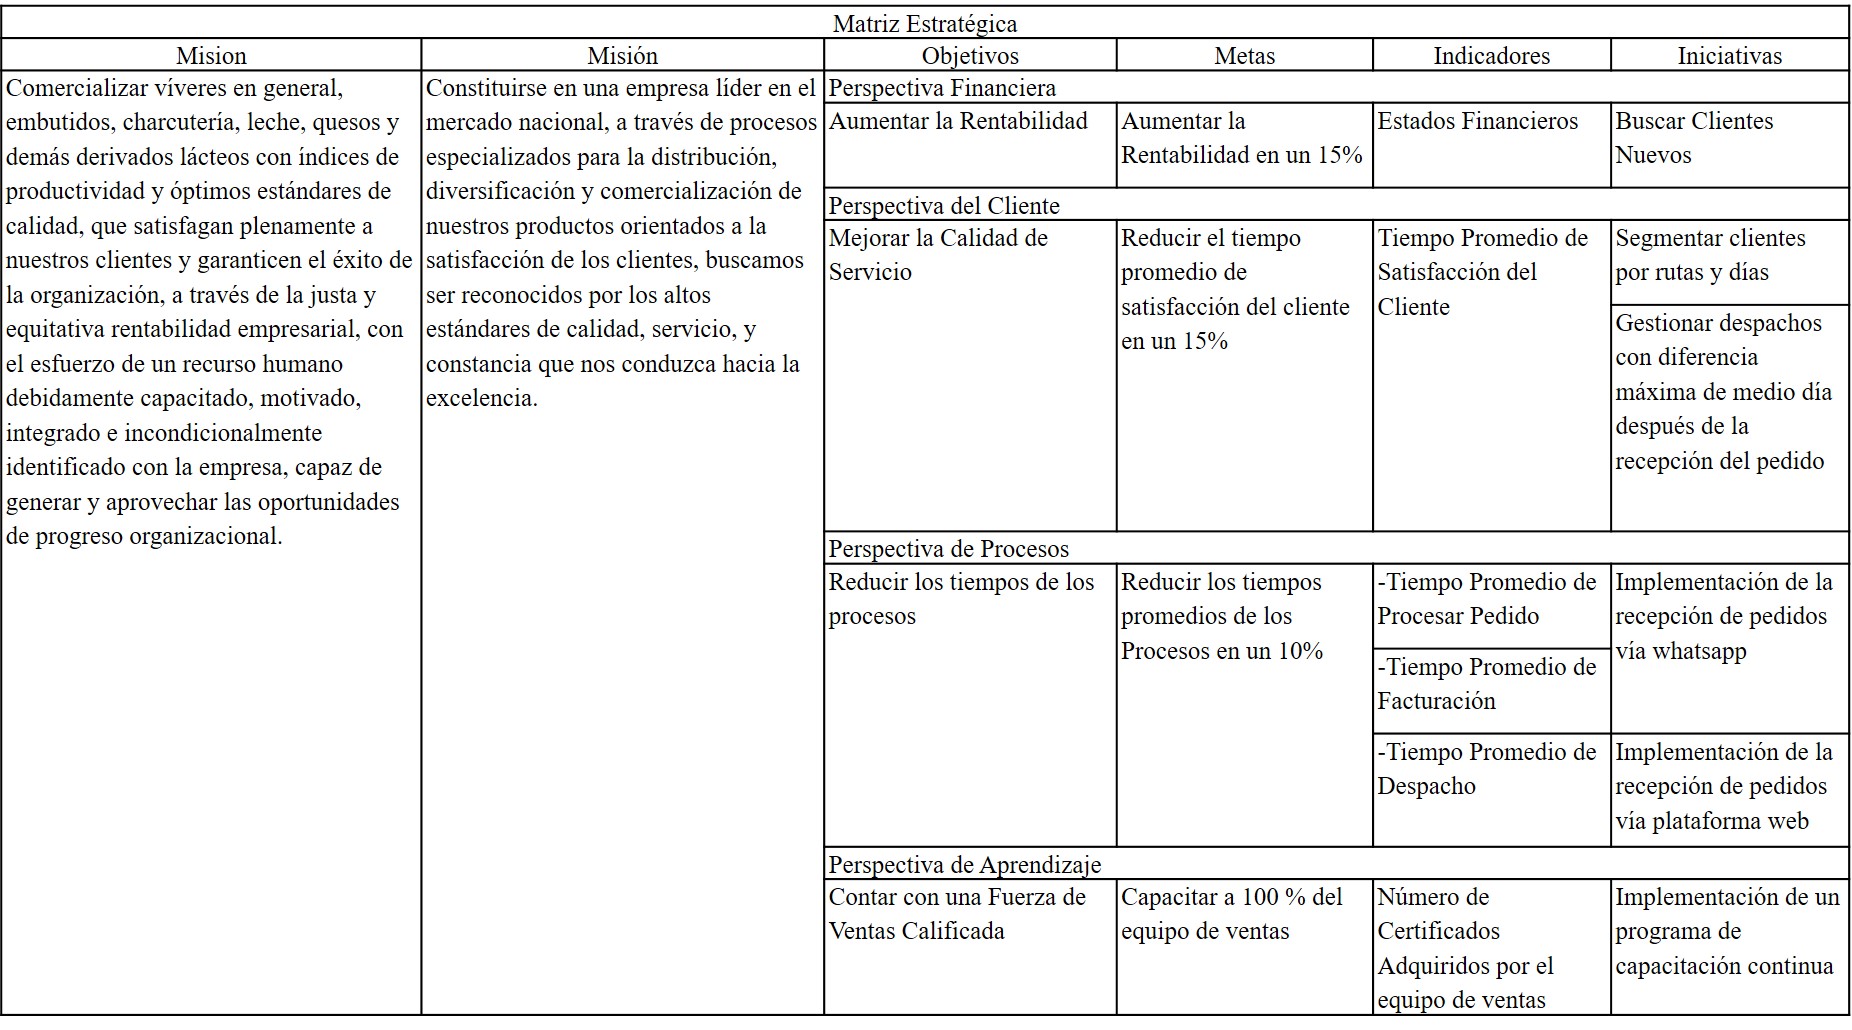 Matriz Estratégica
Mision
Misión
Objetivos
Metas
Indicadores
Iniciativas
Comercializar víveres en general,
embutidos, charcutería, leche, quesos y
demás derivados lácteos con índices de
productividad y óptimos estándares de
calidad, que satisfagan plenamente a
nuestros clientes y garanticen el éxito de
la organización, a través de la justa y
equitativa rentabilidad empresarial, con
el esfuerzo de un recurso humano
debidamente capacitado, motivado,
integrado e incondicionalmente
identificado con la empresa, capaz de
generar y aprovechar las oportunidades
de progreso organizacional.
Constituirse en una empresa líder en el
mercado nacional, a través de procesos
especializados para la distribución,
diversificación y comercialización de
nuestros productos orientados a la
satisfacción de los clientes, buscamos
ser reconocidos por los altos
estándares de calidad, servicio, y
constancia que nos conduzca hacia la
excelencia.
Perspectiva Financiera
Aumentar la Rentabilidad
Aumentar la
Rentabilidad en un 15%
Estados Financieros
Buscar Clientes
Nuevos
Perspectiva del Cliente
Mejorar la Calidad de
Servicio
Reducir el tiempo
promedio de
satisfacción del cliente
en un 15%
Tiempo Promedio de
Satisfacción del
Cliente
Segmentar clientes
por rutas y días
Gestionar despachos
con diferencia
máxima de medio día
después de la
recepción del pedido
Perspectiva de Procesos
Reducir los tiempos de los
procesos
Reducir los tiempos
promedios de los
Procesos en un 10%
-Tiempo Promedio de
Procesar Pedido
-Tiempo Promedio de
Facturación
-Tiempo Promedio de
Despacho
Implementación de la
recepción de pedidos
vía whatsapp
Implementación de la
recepción de pedidos
vía plataforma web
Perspectiva de Aprendizaje
Contar con una Fuerza de
Ventas Calificada
Capacitar a 100 % del
equipo de ventas
Número de
Certificados
Adquiridos por el
equipo de ventas
Implementación de un
programa de
capacitación continua